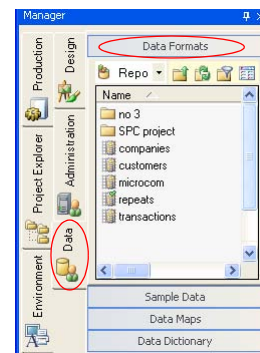 Manager
Production
Design
Project Explorer
Administration
Environment
Data
Data Formats
Repo
Name
no 3
SPC project
companies
customers
microcom
repeats
transactions
Sample Data
Data Maps
Data Dictionary